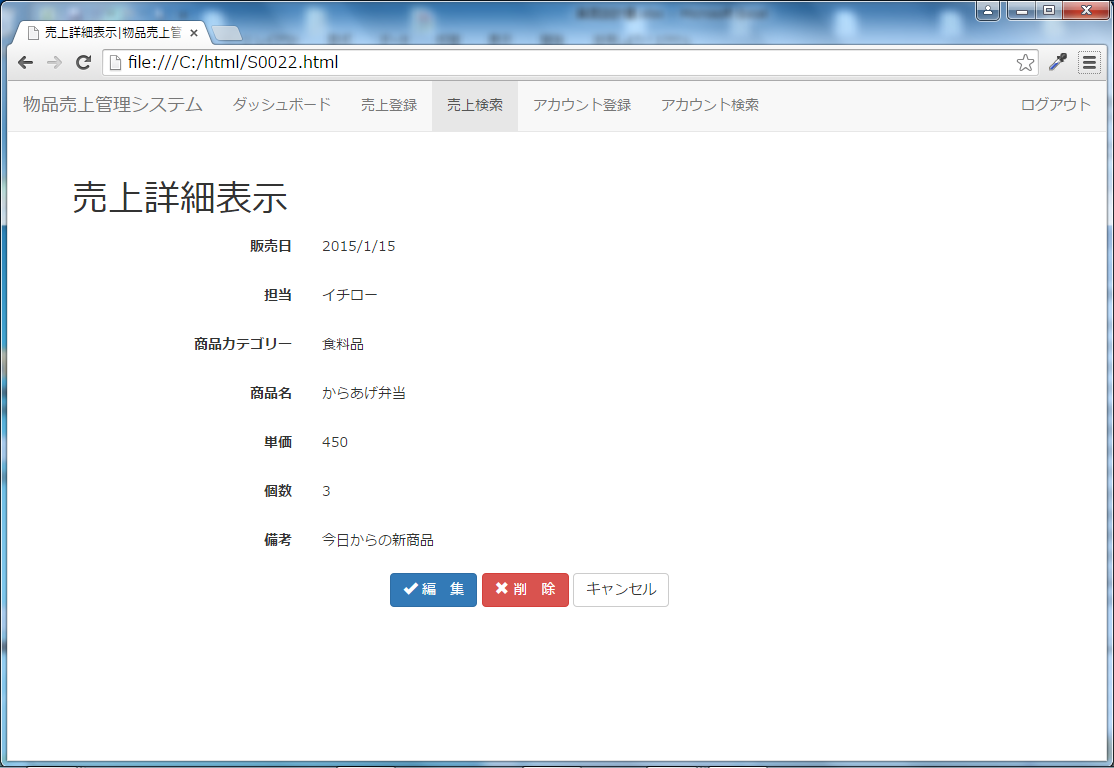 売上詳細表示|物品売上管
file:///C:/html/S0022.html
物品売上管理システム ダッシュボード 売上登録 売上検索 アカウント登録 アカウント検索 ログアウト
売上詳細表示
販売日 2015/1/15
担当 イチロー
商品カテゴリー 食料品
商品名 からあげ弁当
単価 450
個数 3
備考 今日からの新商品
編　集 削　除 キャンセル